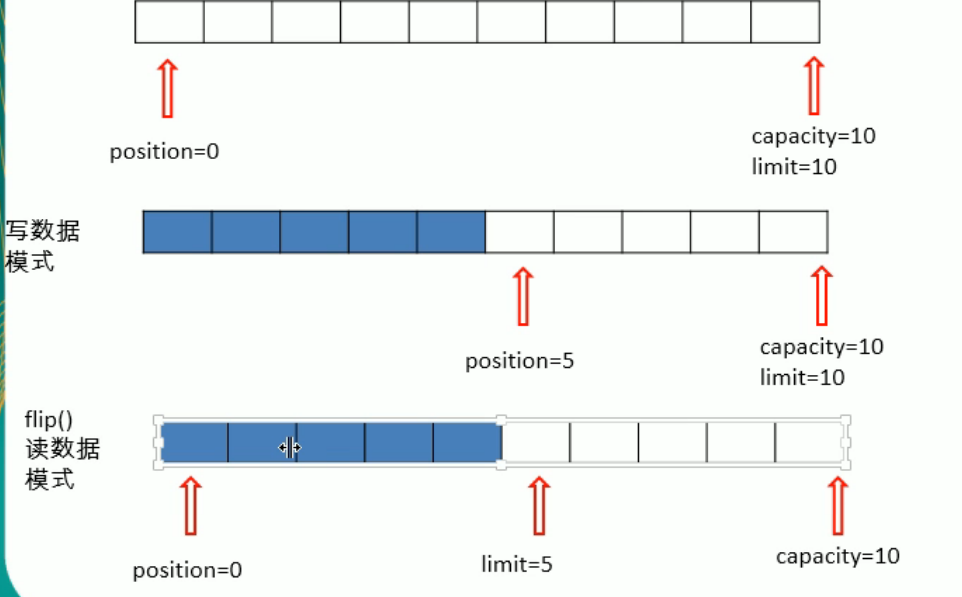 position=0
capacity=10
limit=10
写数据
模式
position=5
capacity=10
limit=10
flip()
读数据
模式
position=0
limit=5
capacity=10